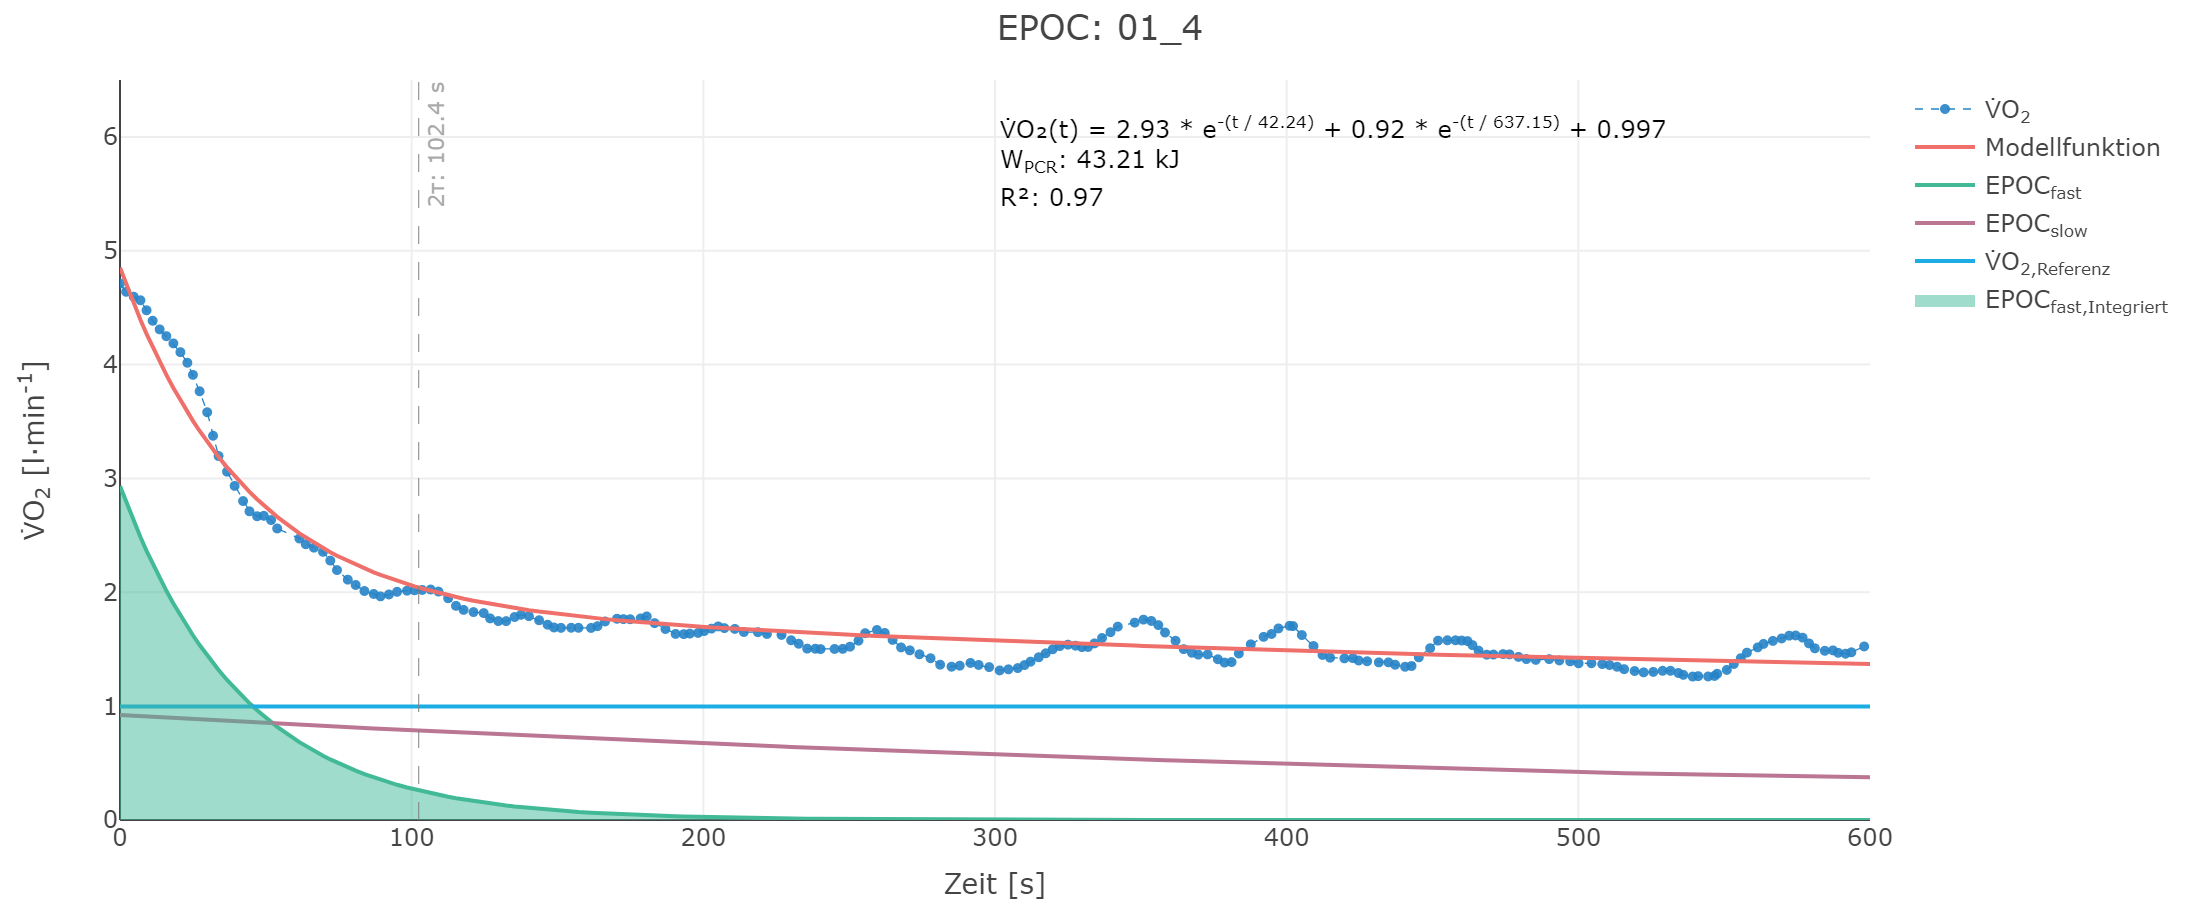 EPOC: 01_4
V̇O₂(t) = 2.93 * e^-(t / 42.24) + 0.92 * e^-(t / 637.15) + 0.997
W_PCR: 43.21 kJ
R²: 0.97
2τ: 102.4 s
V̇O₂ [l·min⁻¹]
6
5
4
3
2
1
0
0 100 200 300 400 500 600
Zeit [s]
V̇O₂
Modellfunktion
EPOC_fast
EPOC_slow
V̇O_2,Referenz
EPOC_fast,Integriert